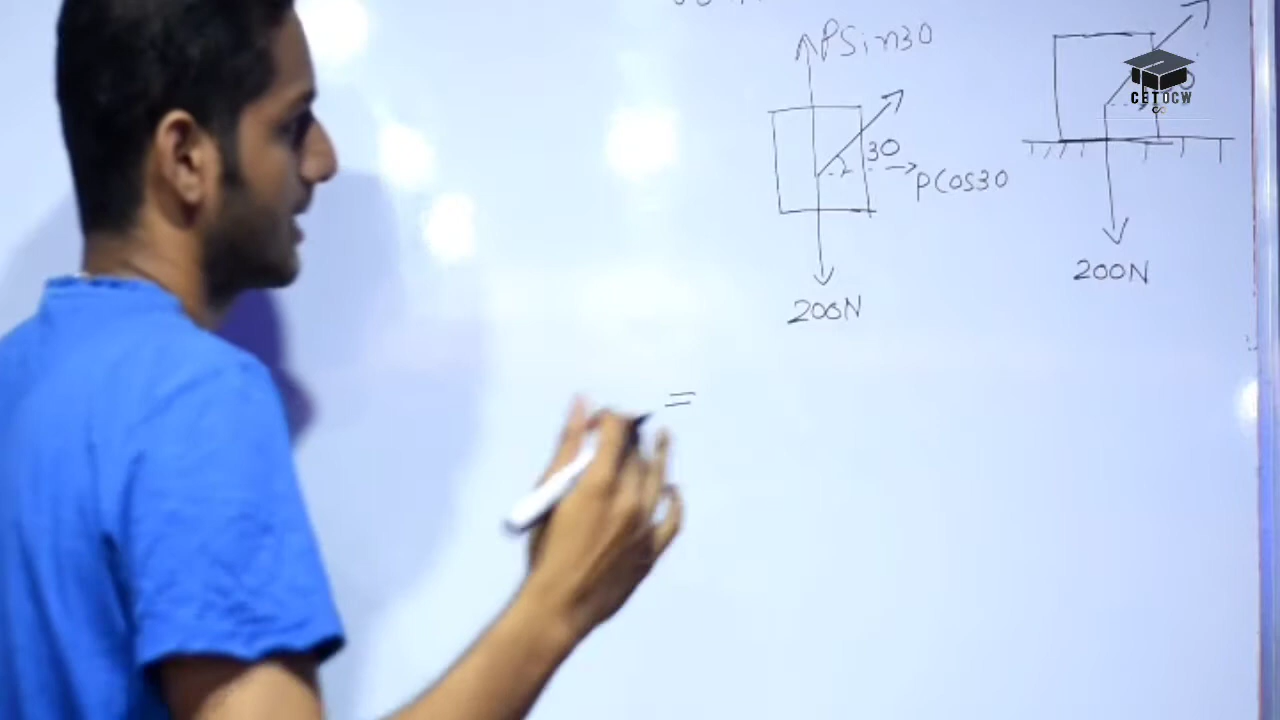 PSin30
30
PCos30
200N
=
CETOCW
200N